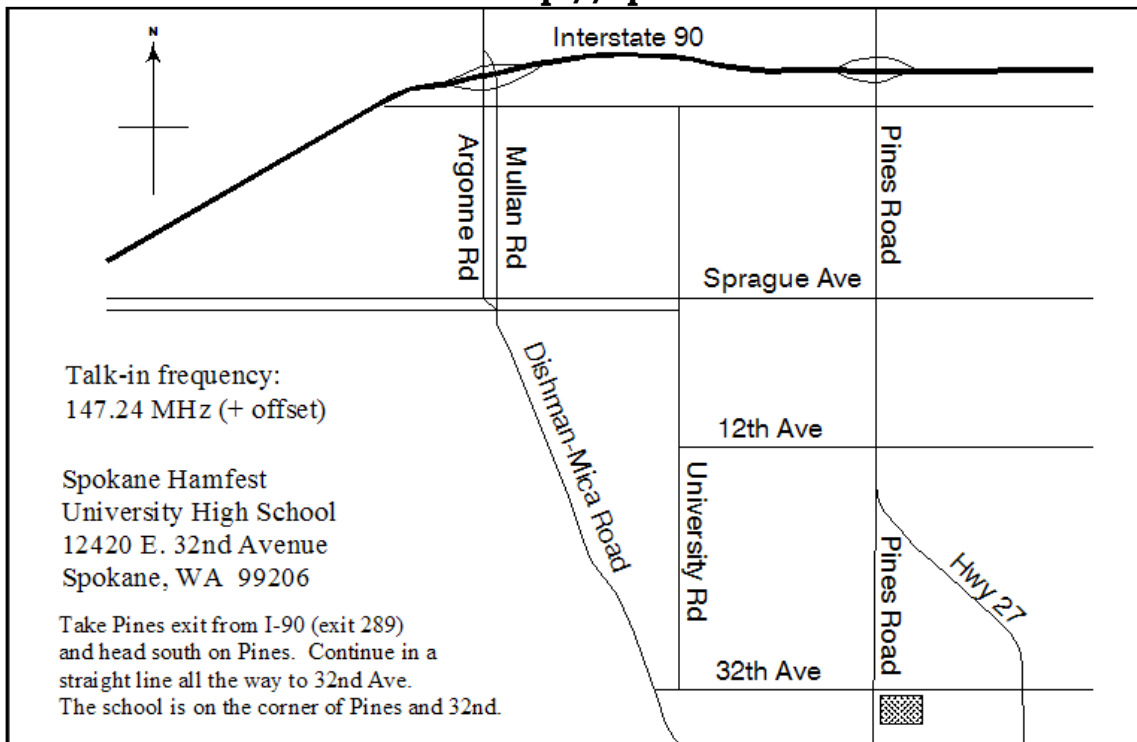 N
Interstate 90
Argonne Rd
Mullan Rd
Pines Road
Sprague Ave
Talk-in frequency:
147.24 MHz (+ offset)
Dishman-Mica Road
12th Ave
Spokane Hamfest
University High School
12420 E. 32nd Avenue
Spokane, WA 99206
University Rd
Pines Road
Hwy 27
Take Pines exit from I-90 (exit 289)
and head south on Pines. Continue in a
straight line all the way to 32nd Ave.
The school is on the corner of Pines and 32nd.
32th Ave